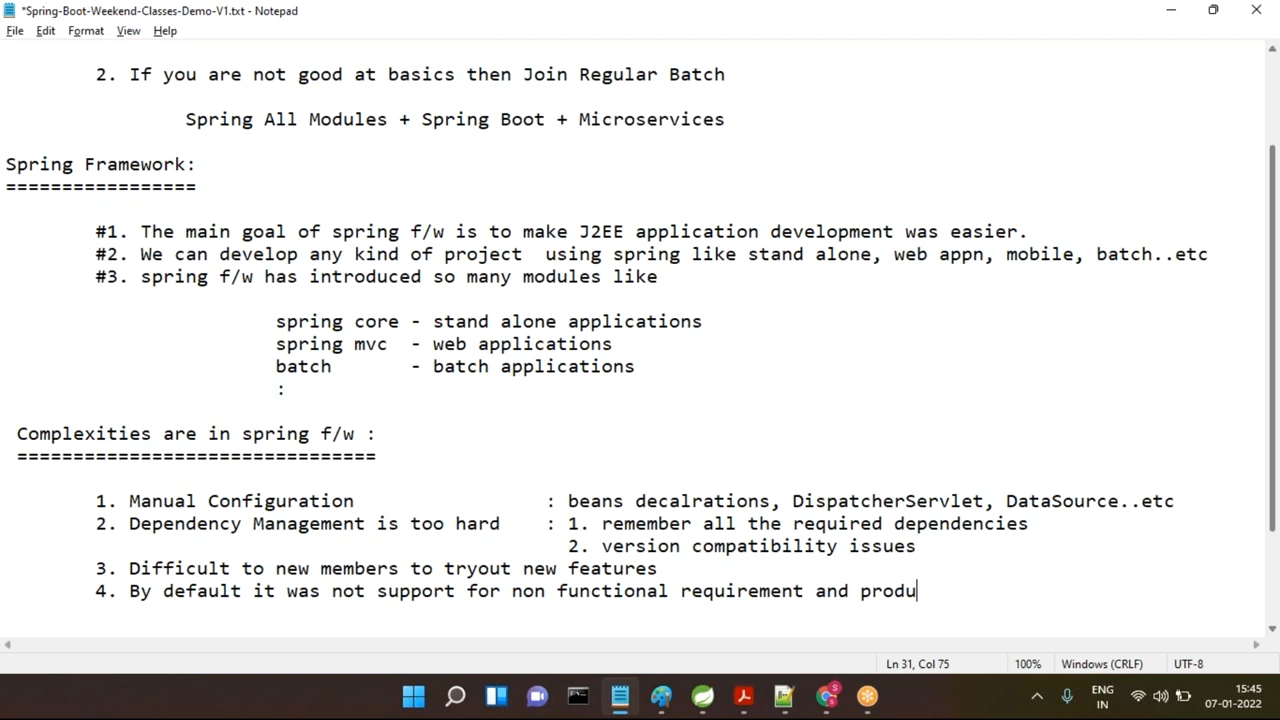 *Spring-Boot-Weekend-Classes-Demo-V1.txt - Notepad
File Edit Format View Help
2. If you are not good at basics then Join Regular Batch
Spring All Modules + Spring Boot + Microservices
Spring Framework:
=================
#1. The main goal of spring f/w is to make J2EE application development was easier.
#2. We can develop any kind of project using spring like stand alone, web appn, mobile, batch..etc
#3. spring f/w has introduced so many modules like
spring core - stand alone applications
spring mvc - web applications
batch - batch applications
:
Complexities are in spring f/w :
================================
1. Manual Configuration : beans decalrations, DispatcherServlet, DataSource..etc
2. Dependency Management is too hard : 1. remember all the required dependencies
2. version compatibility issues
3. Difficult to new members to tryout new features
4. By default it was not support for non functional requirement and produ
Ln 31, Col 75 100% Windows (CRLF) UTF-8
ENG 15:45
IN 07-01-2022